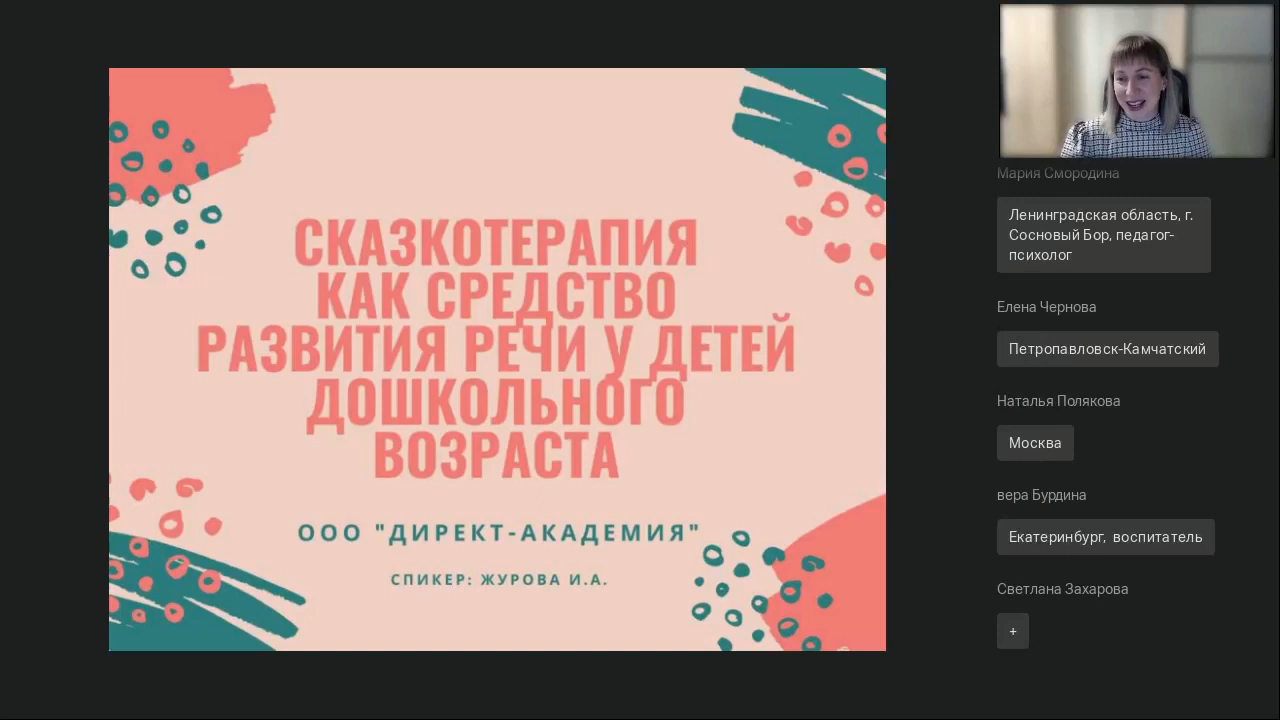 СКАЗКОТЕРАПИЯ
КАК СРЕДСТВО
РАЗВИТИЯ РЕЧИ У ДЕТЕЙ
ДОШКОЛЬНОГО
ВОЗРАСТА
ООО "ДИРЕКТ-АКАДЕМИЯ"
СПИКЕР: ЖУРОВА И.А.
Мария Смородина
Ленинградская область, г.
Сосновый Бор, педагог-
психолог
Елена Чернова
Петропавловск-Камчатский
Наталья Полякова
Москва
вера Бурдина
Екатеринбург, воспитатель
Светлана Захарова
+